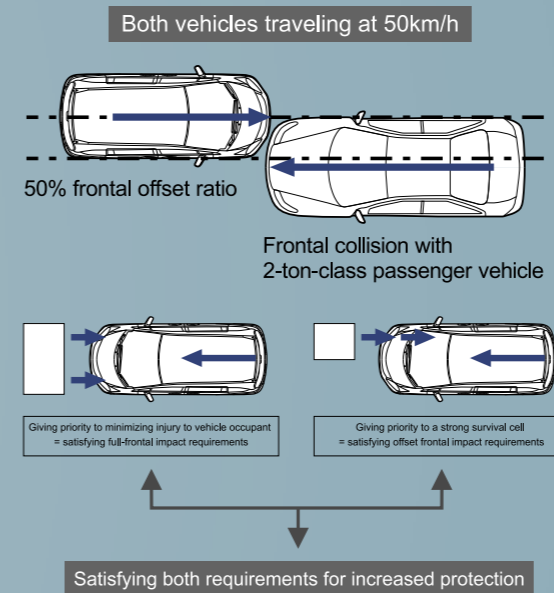 Both vehicles traveling at 50km/h
50% frontal offset ratio
Frontal collision with
2-ton-class passenger vehicle
Giving priority to minimizing injury to vehicle occupant
= satisfying full-frontal impact requirements
Giving priority to a strong survival cell
= satisfying offset frontal impact requirements
Satisfying both requirements for increased protection